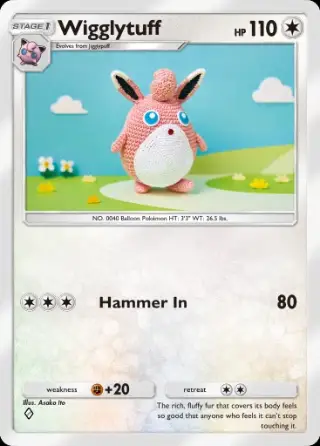 STAGE 1
Wigglytuff
HP 110
Evolves from Jigglypuff
NO. 0040 Balloon Pokémon HT: 3'3" WT: 26.5 lbs.
Hammer In 80
weakness +20
retreat
Illus. Asako Ito
The rich, fluffy fur that covers its body feels
so good that anyone who feels it can't stop
touching it.